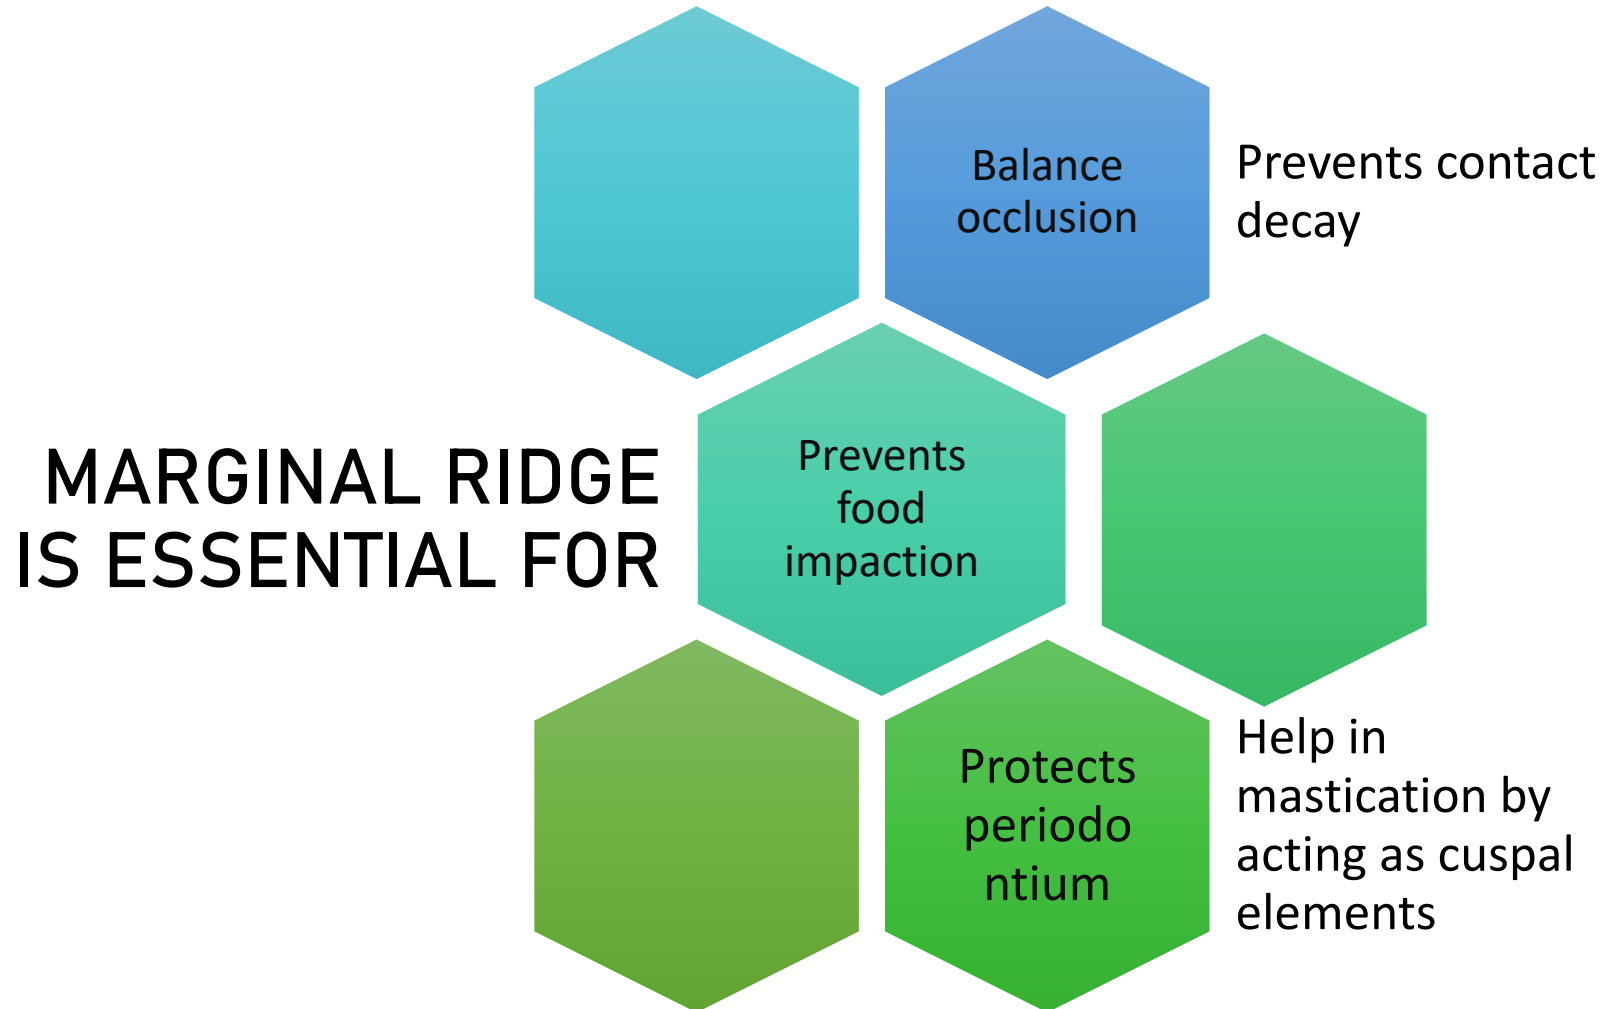 MARGINAL RIDGE
IS ESSENTIAL FOR
Balance
occlusion
Prevents contact
decay
Prevents
food
impaction
Protects
periodo
ntium
Help in
mastication by
acting as cuspal
elements